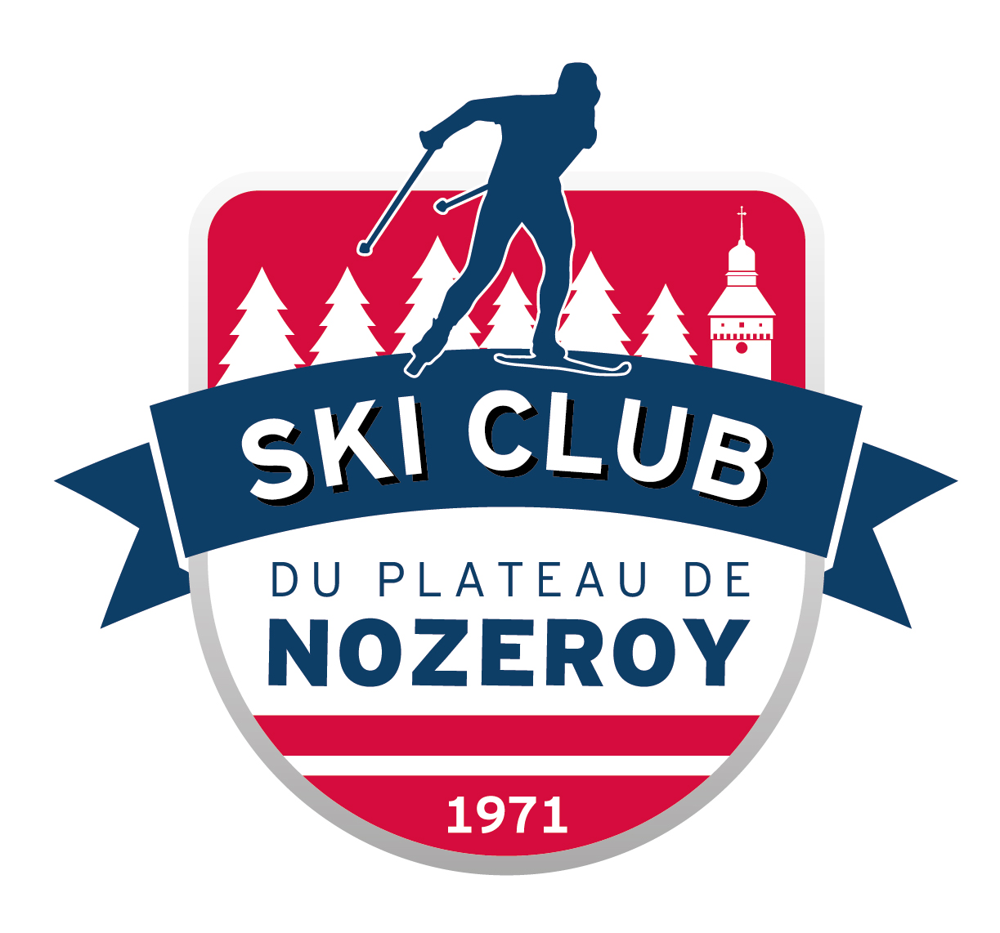 SKI CLUB
DU PLATEAU DE
NOZEROY
1971